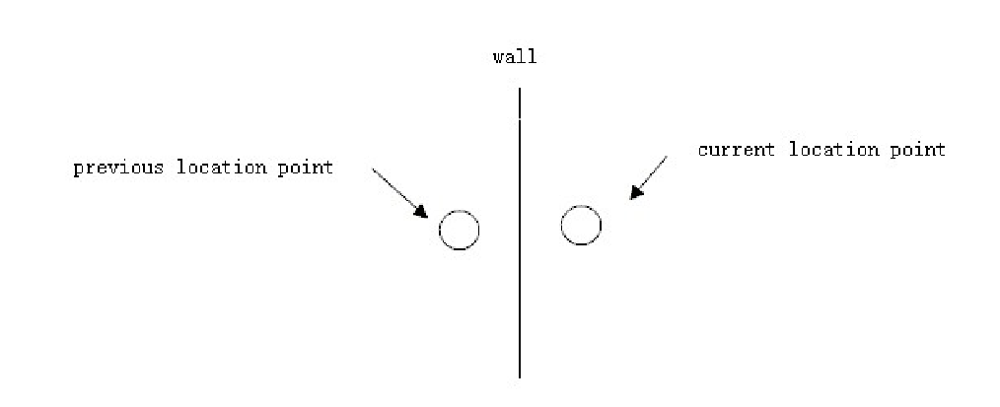 wall
current location point
previous location point